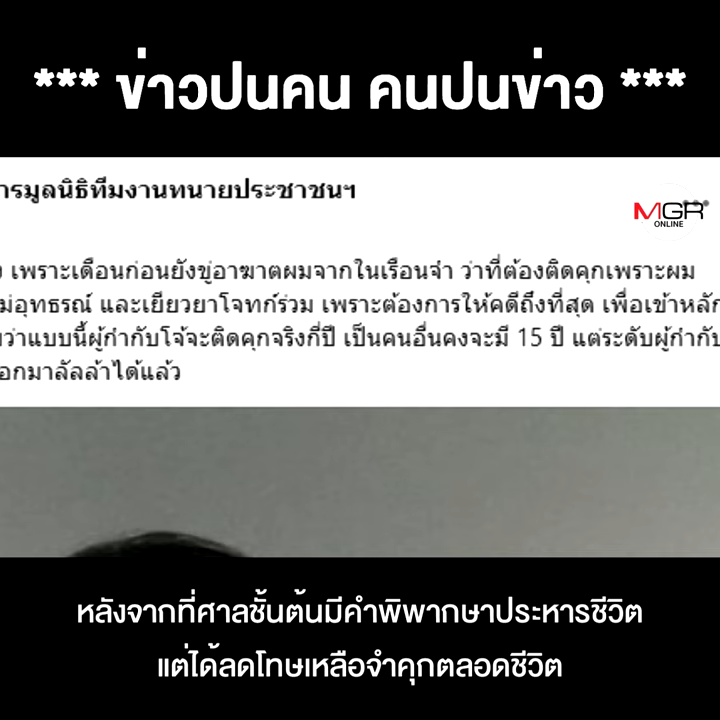 *** ข่าวปนคน คนปนข่าว ***
ารมูลนิธิทีมงานทนายประชาชนฯ
MGR
ONLINE
เพราะเดือนก่อนยังขู่อาฆาตผมจากในเรือนจำ ว่าที่ต้องติดคุกเพราะผม
ม่อุทธรณ์ และเยียวยาโจทก์ร่วม เพราะต้องการให้คดีถึงที่สุด เพื่อเข้าหลัก
ว่าแบบนี้ผู้กำกับโจ้จะติดคุกจริงกี่ปี เป็นคนอื่นคงจะมี 15 ปี แต่ระดับผู้กำกับ
อกมาลัลล้าได้แล้ว
หลังจากที่ศาลชั้นต้นมีคำพิพากษาประหารชีวิต
แต่ได้ลดโทษเหลือจำคุกตลอดชีวิต